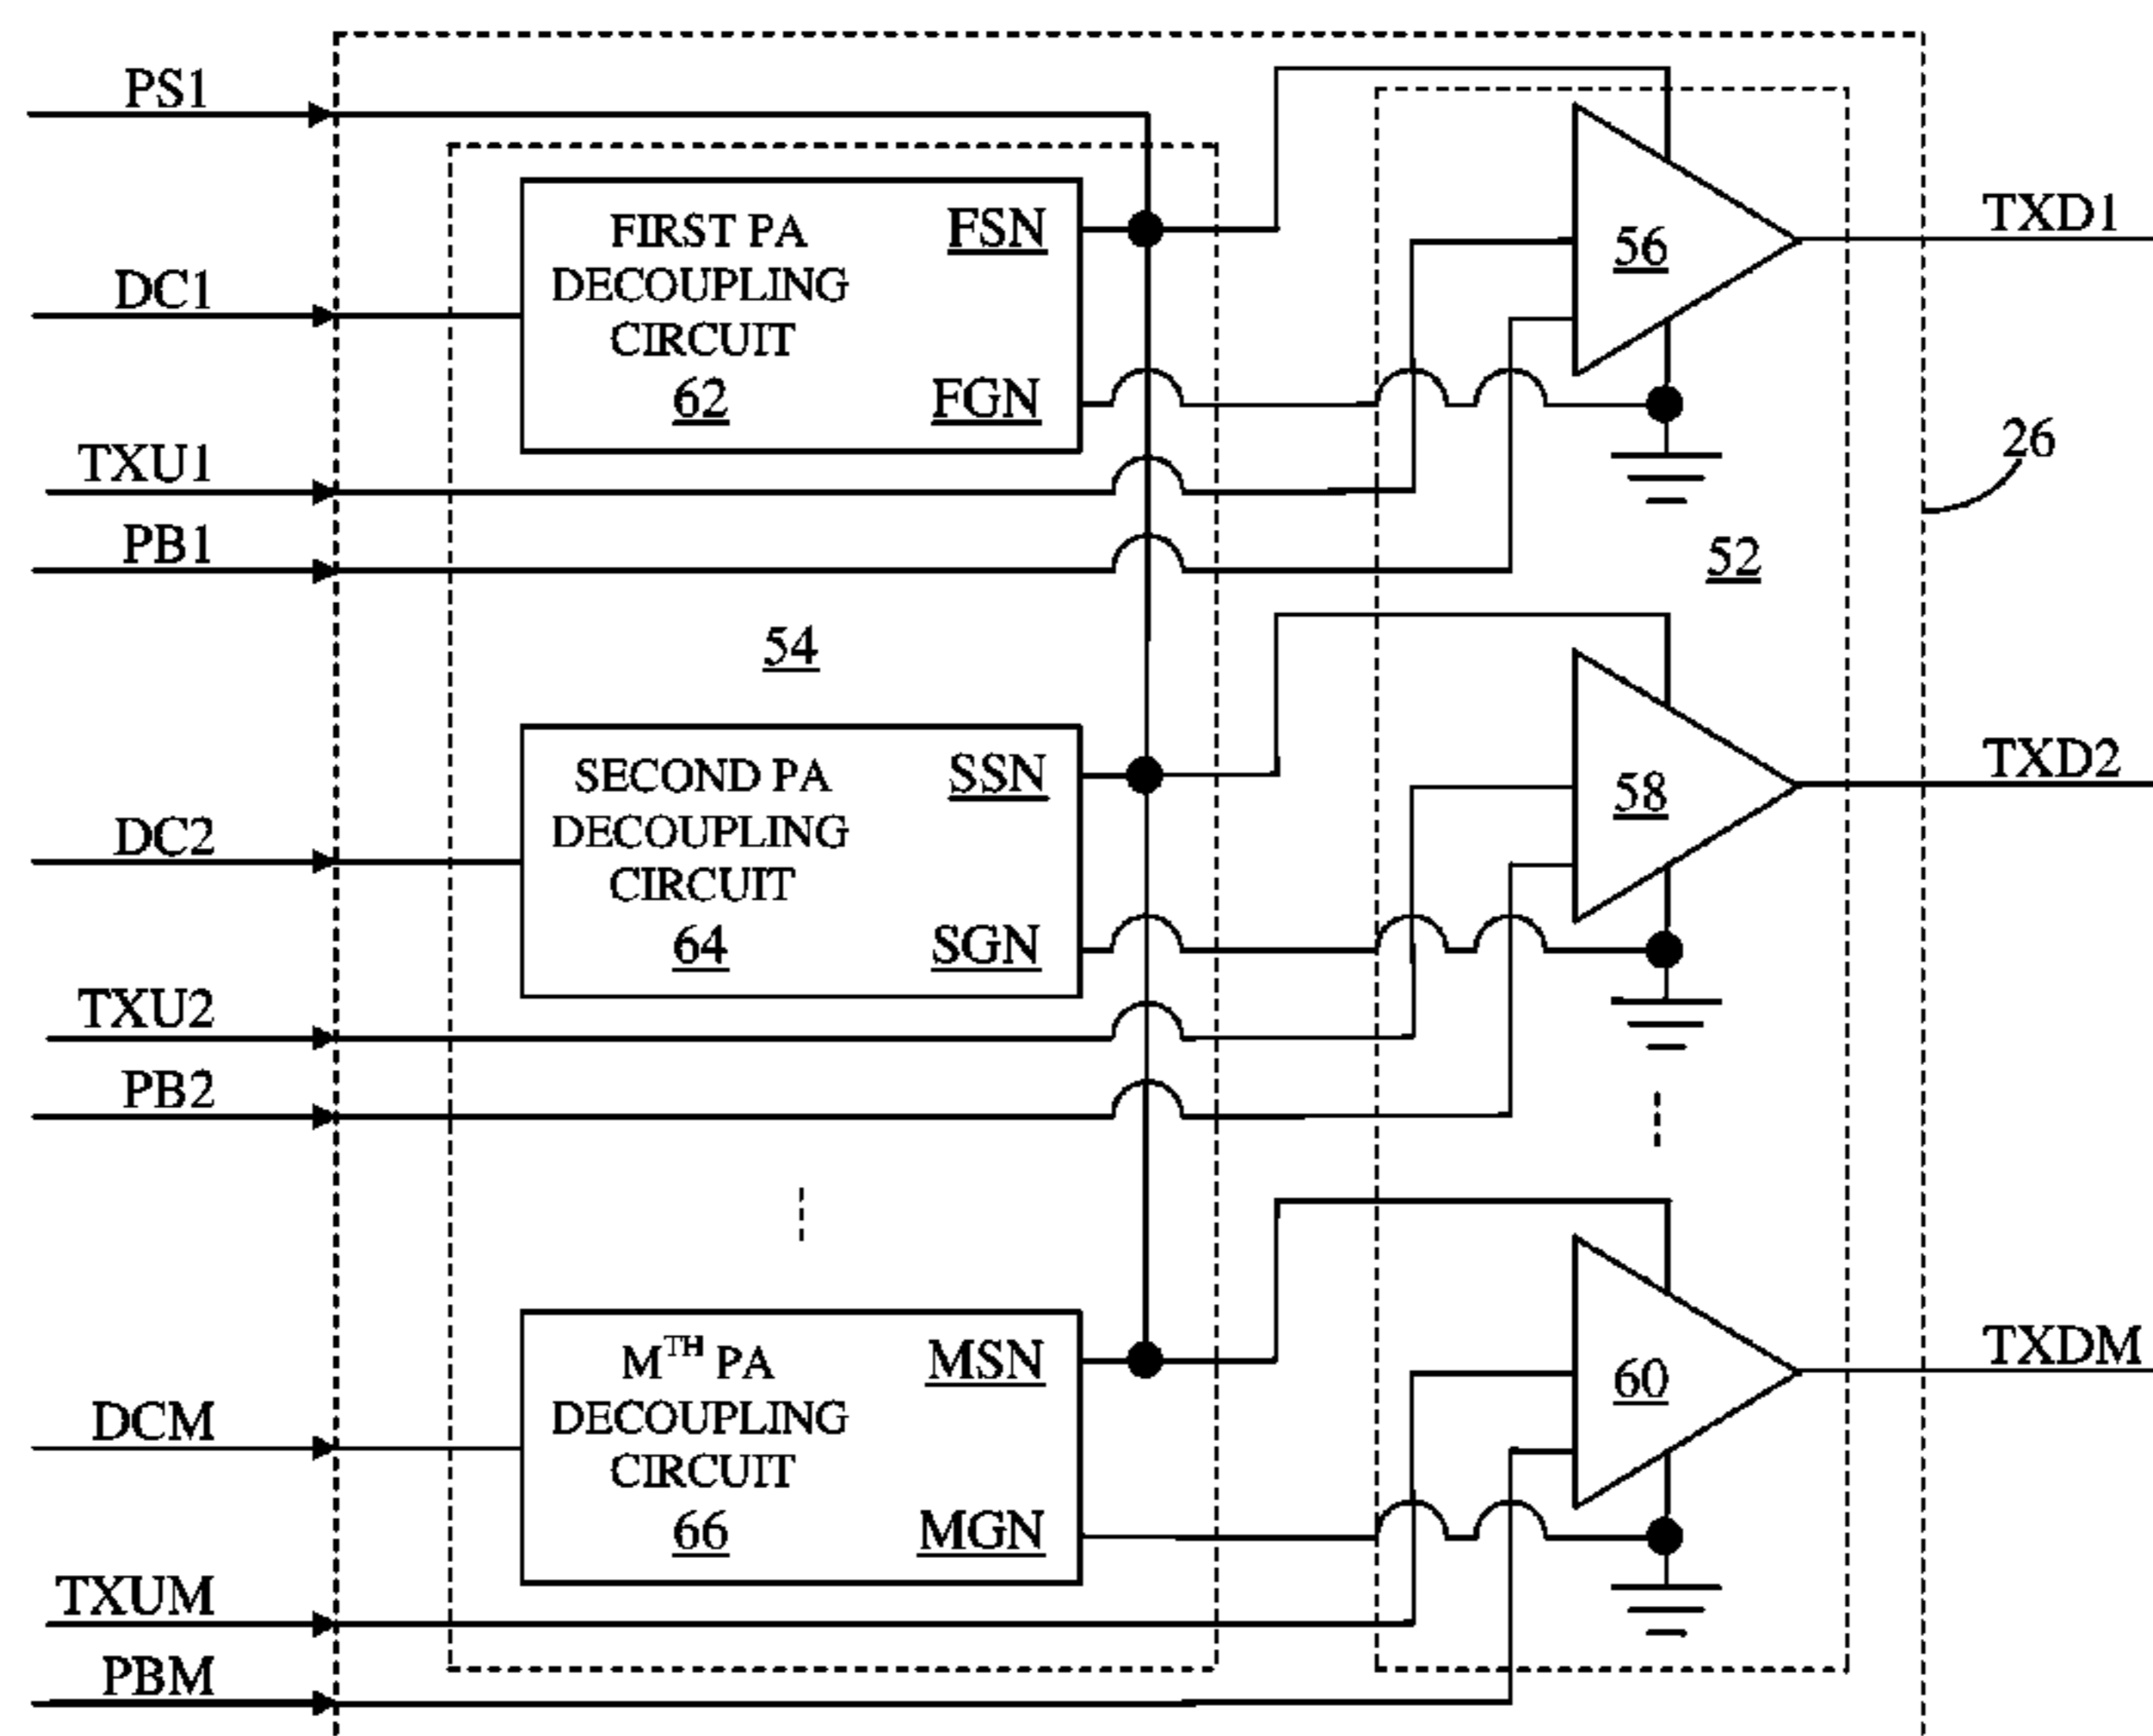 PS1
FIRST PA
DECOUPLING
CIRCUIT
62
FSN
FGN
56
TXD1
DC1
TXU1
PB1
26
52
54
SECOND PA
DECOUPLING
CIRCUIT
64
SSN
SGN
58
TXD2
DC2
TXU2
PB2
MTH PA
DECOUPLING
CIRCUIT
66
MSN
MGN
60
TXDM
DCM
TXUM
PBM